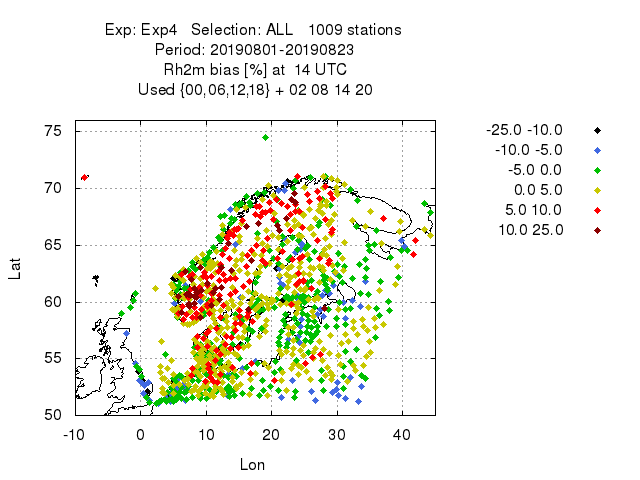 Exp: Exp4 Selection: ALL 1009 stations
Period: 20190801-20190823
Rh2m bias [%] at 14 UTC
Used {00,06,12,18} + 02 08 14 20
75
70
65
60
55
50
Lat
-10 0 10 20 30 40
Lon
-25.0 -10.0
-10.0 -5.0
-5.0 0.0
0.0 5.0
5.0 10.0
10.0 25.0